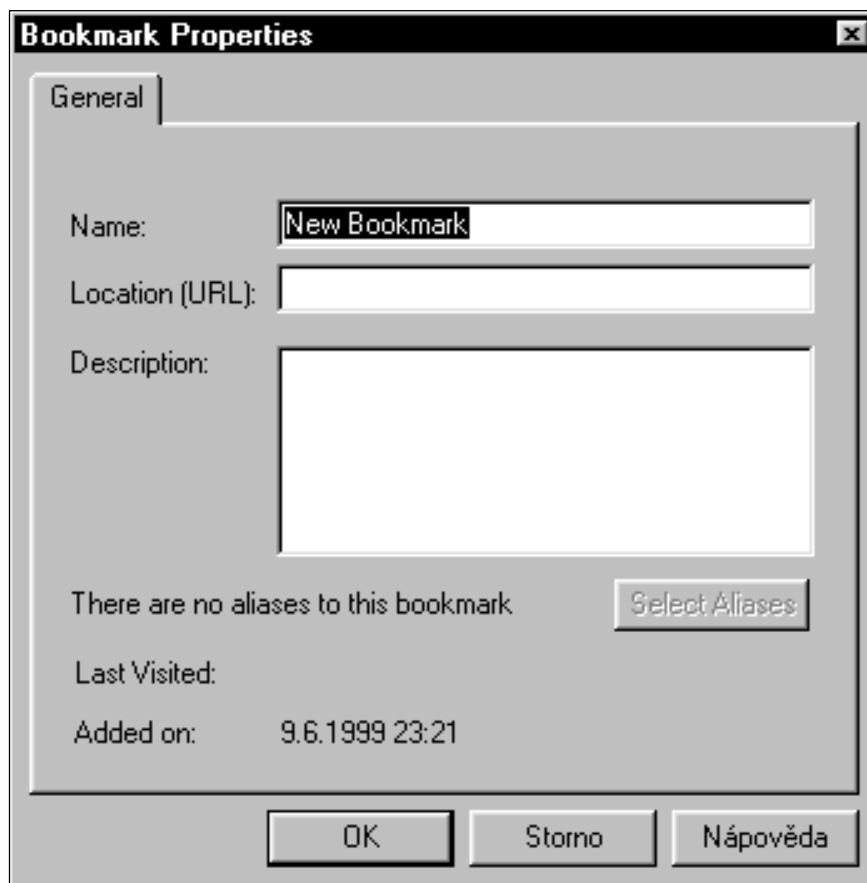 Bookmark Properties
General
Name: New Bookmark
Location (URL):
Description:
There are no aliases to this bookmark Select Aliases
Last Visited:
Added on: 9.6.1999 23:21
OK Storno Nápověda